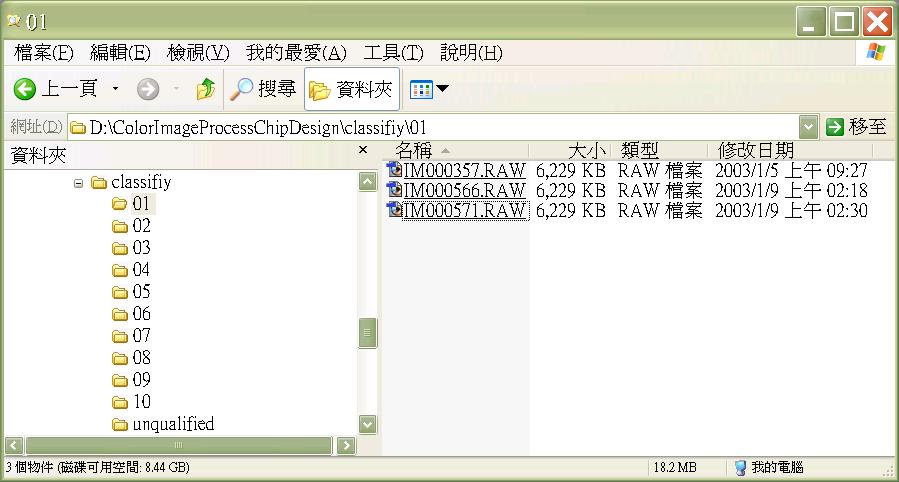 01
檔案(F) 編輯(E) 檢視(V) 我的最愛(A) 工具(T) 說明(H)
上一頁 搜尋 資料夾
網址(D) D:\ColorImageProcessChipDesign\classifiy\01 移至
資料夾
名稱 大小 類型 修改日期
classifiy
01
02
03
04
05
06
07
08
09
10
unqualified
IM000357.RAW 6,229 KB RAW 檔案 2003/1/5 上午 09:27
IM000566.RAW 6,229 KB RAW 檔案 2003/1/9 上午 02:18
IM000571.RAW 6,229 KB RAW 檔案 2003/1/9 上午 02:30
3 個物件 (磁碟可用空間: 8.44 GB) 18.2 MB 我的電腦